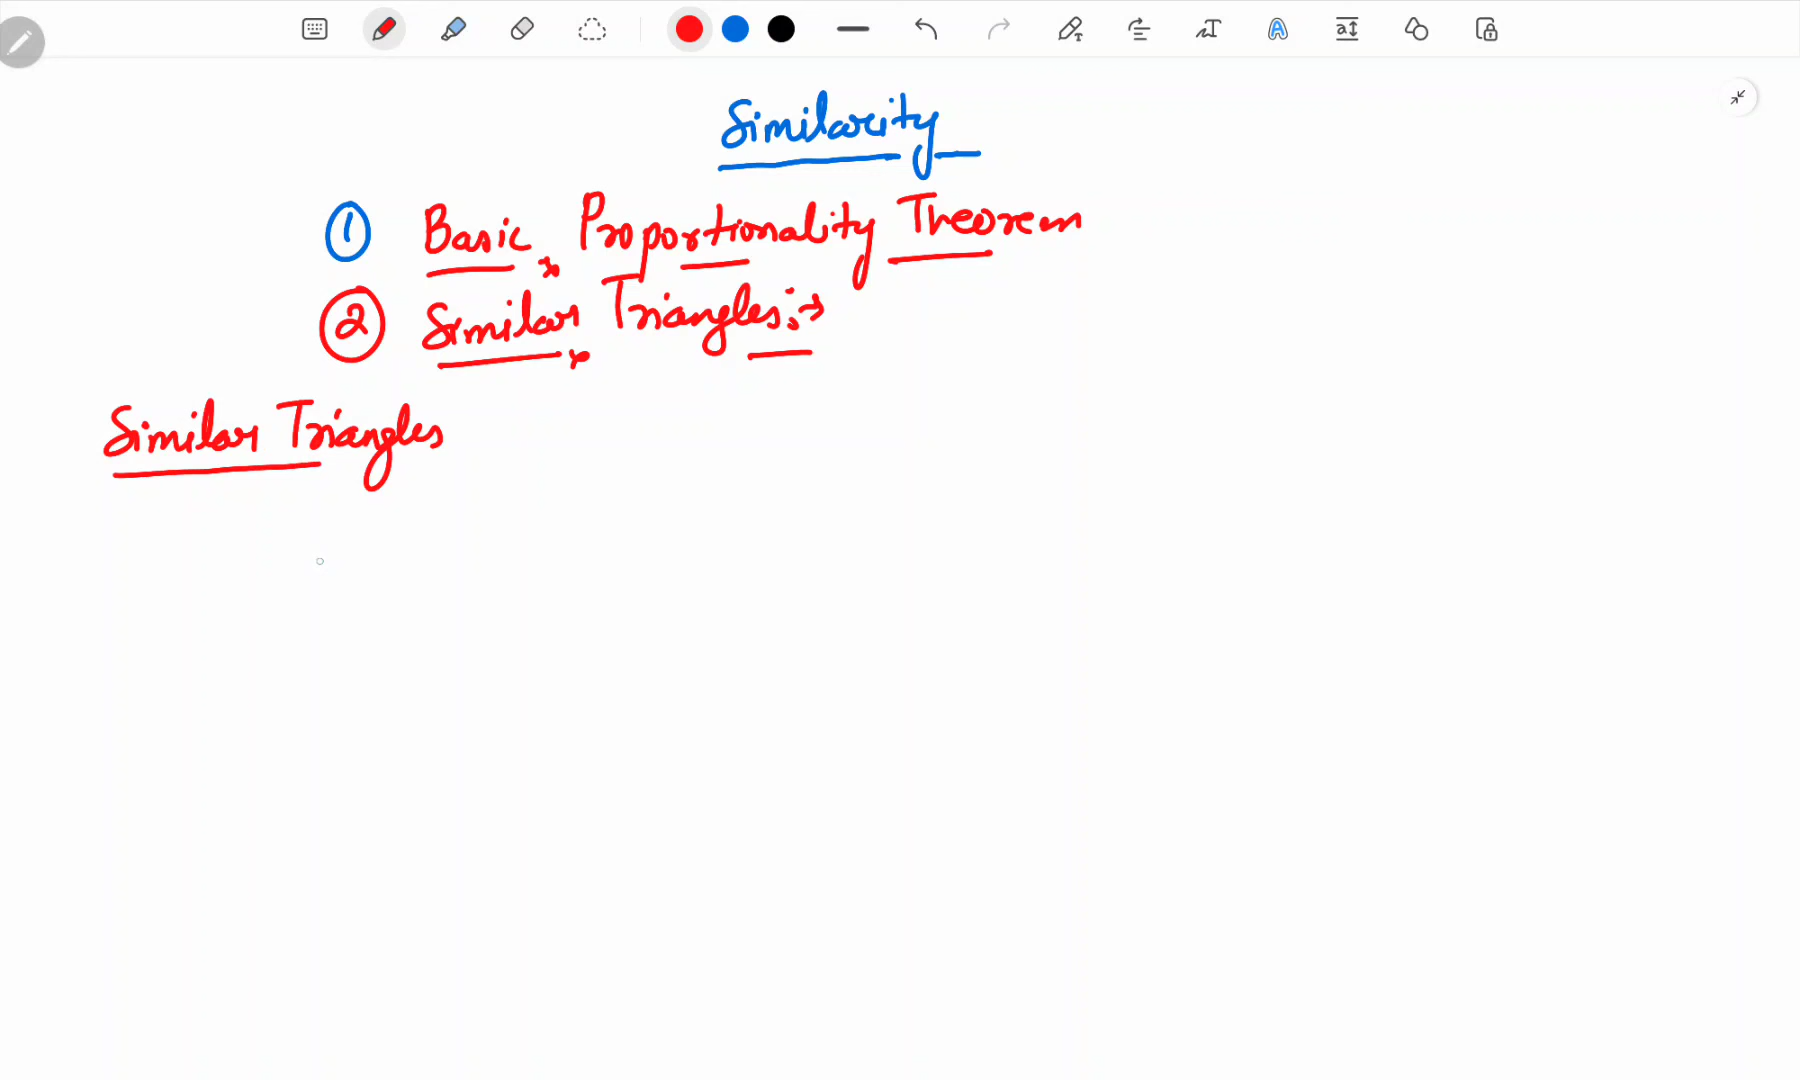 Similarity
① Basic Proportionality Theorem
② Similar Triangles :→
Similar Triangles